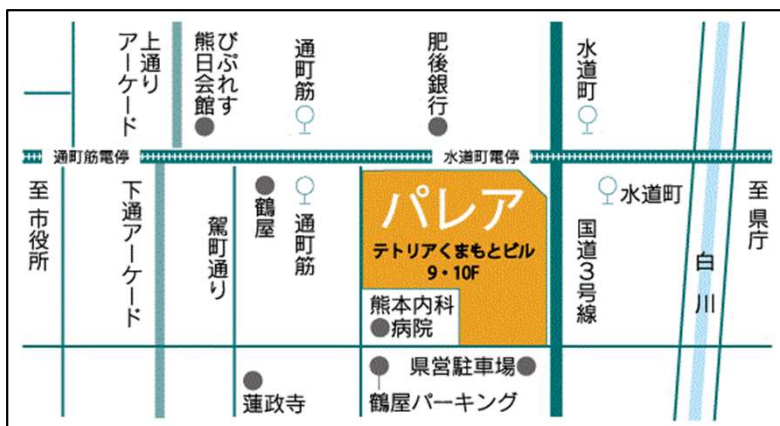 上通り
アーケード
びぷれす
熊日会館
通町筋
肥後銀行
水道町
通町筋電停
水道町電停
至 市役所
下通アーケード
駕町通り
鶴屋
通町筋
パレア
テトリアくまもとビル
9・10F
熊本内科
病院
国道3号線
水道町
白川
至 県庁
蓮政寺
鶴屋パーキング
県営駐車場